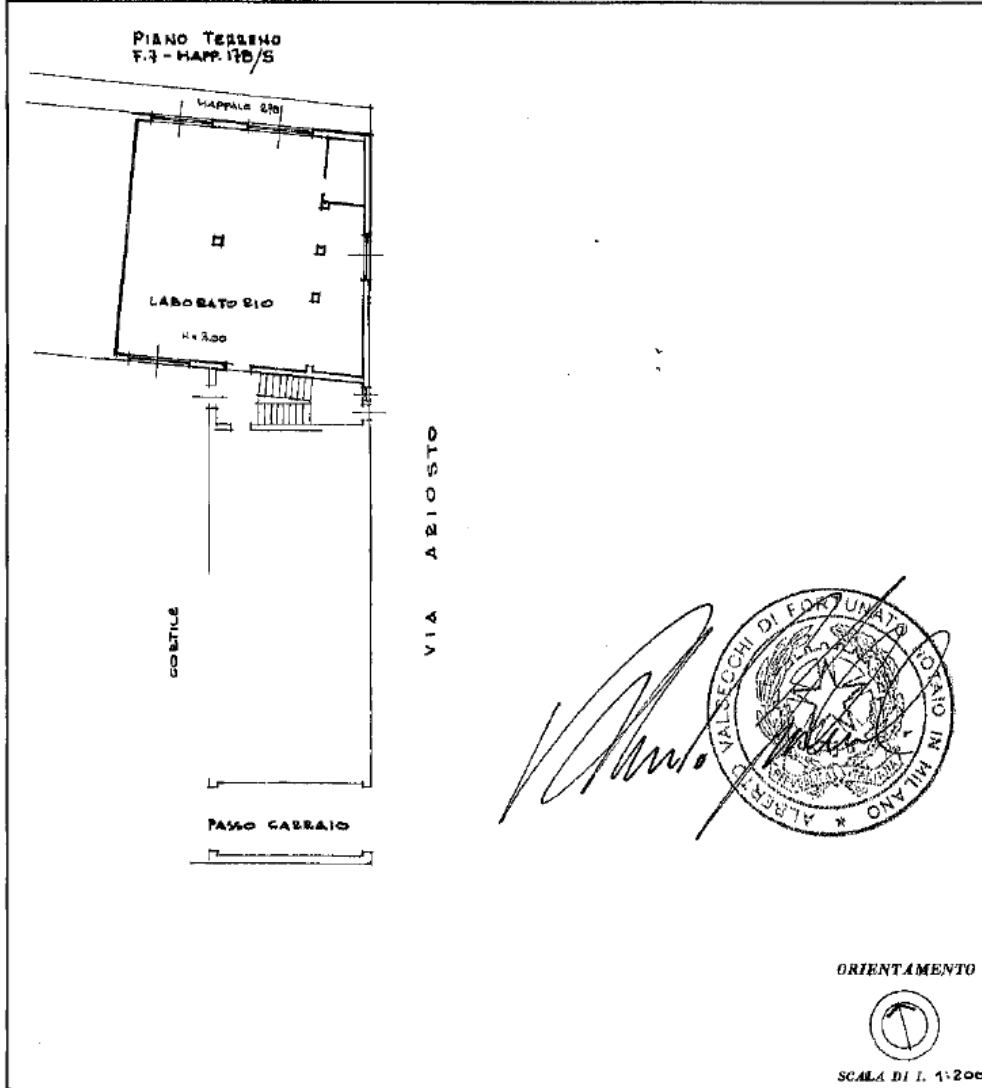 PIANO TERRENO
F.7 - MAPP. 178/5
MAPPALE 278
LABORATORIO
H= 3.00
VIA ARIOSTO
CORTILE
PASSO CARRAIO
ALBERTO VALSECCHI DI FORTUNATO NOTAIO IN MILANO *
ORIENTAMENTO
SCALA DI 1: 1:200